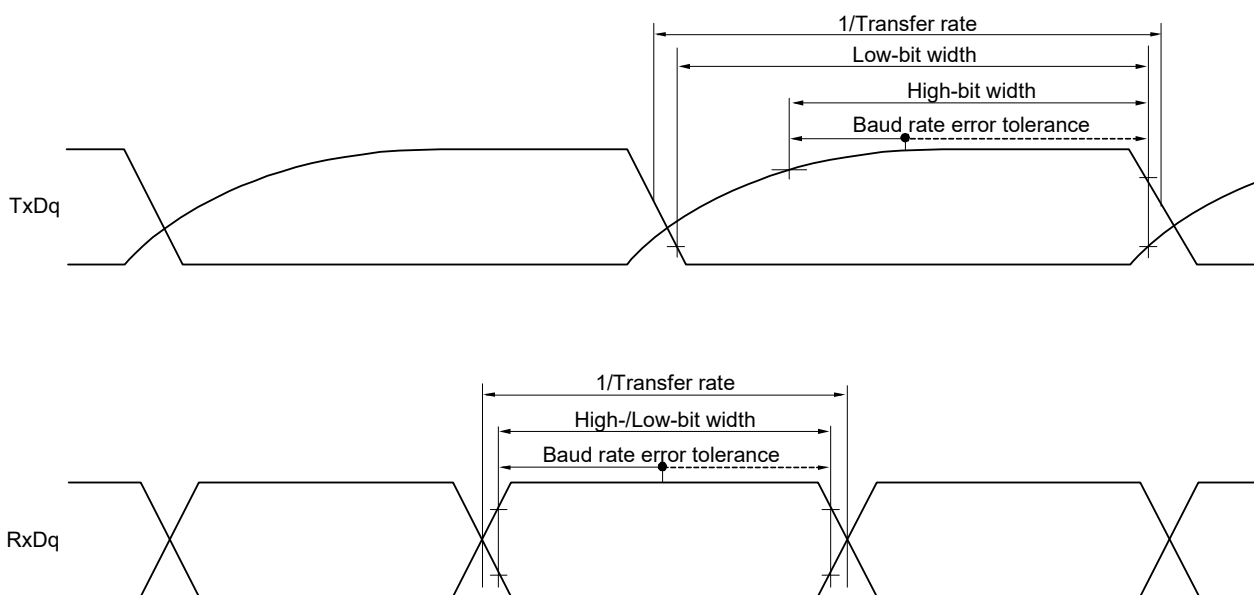 1/Transfer rate
Low-bit width
High-bit width
Baud rate error tolerance
TxDq
1/Transfer rate
High-/Low-bit width
Baud rate error tolerance
RxDq